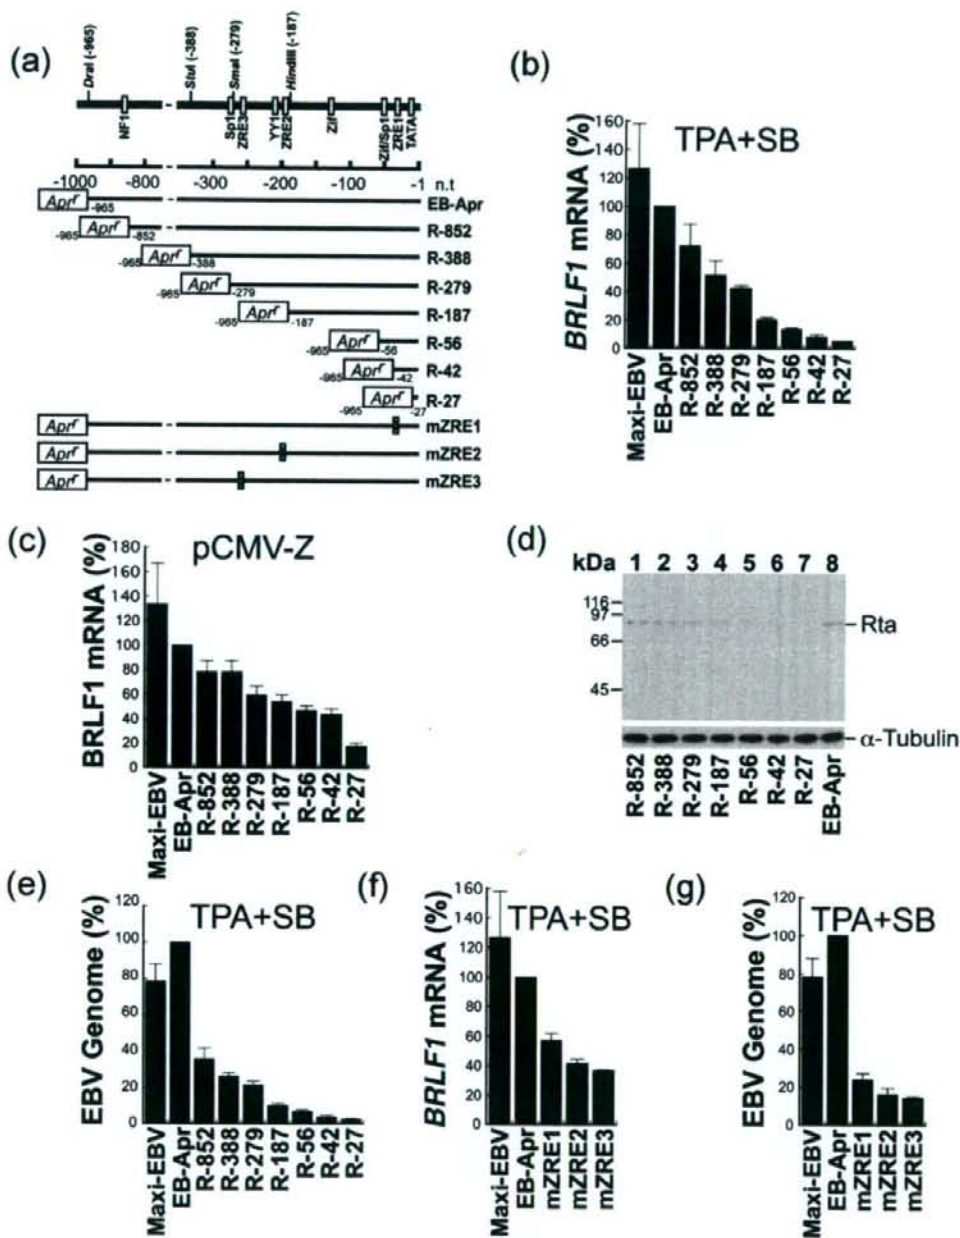 (a)
DraI (-965)
StuI (-388)
SmaI (-279)
HindIII (-187)
NF1
Sp1
ZRE3
YY1
ZRE2
Zif
Zif/Sp1
ZRE1
TATA
-1000 -800 -300 -200 -100 -1 n.t
Aprr -965 EB-Apr
-965 Aprr -852 R-852
-965 Aprr -388 R-388
-965 Aprr -279 R-279
-965 Aprr -187 R-187
-965 Aprr -56 R-56
-965 Aprr -42 R-42
-965 Aprr -27 R-27
Aprr mZRE1
Aprr mZRE2
Aprr mZRE3
(b)
TPA+SB
BRLF1 mRNA (%)
160
140
120
100
80
60
40
20
0
Maxi-EBV
EB-Apr
R-852
R-388
R-279
R-187
R-56
R-42
R-27
(c)
pCMV-Z
BRLF1 mRNA (%)
180
160
140
120
100
80
60
40
20
0
Maxi-EBV
EB-Apr
R-852
R-388
R-279
R-187
R-56
R-42
R-27
(d)
kDa 1 2 3 4 5 6 7 8
116
97
66
45
Rta
α-Tubulin
R-852
R-388
R-279
R-187
R-56
R-42
R-27
EB-Apr
(e)
TPA+SB
EBV Genome (%)
120
100
80
60
40
20
0
Maxi-EBV
EB-Apr
R-852
R-388
R-279
R-187
R-56
R-42
R-27
(f)
TPA+SB
BRLF1 mRNA (%)
160
140
120
100
80
60
40
20
0
Maxi-EBV
EB-Apr
mZRE1
mZRE2
mZRE3
(g)
TPA+SB
EBV Genome (%)
120
100
80
60
40
20
0
Maxi-EBV
EB-Apr
mZRE1
mZRE2
mZRE3